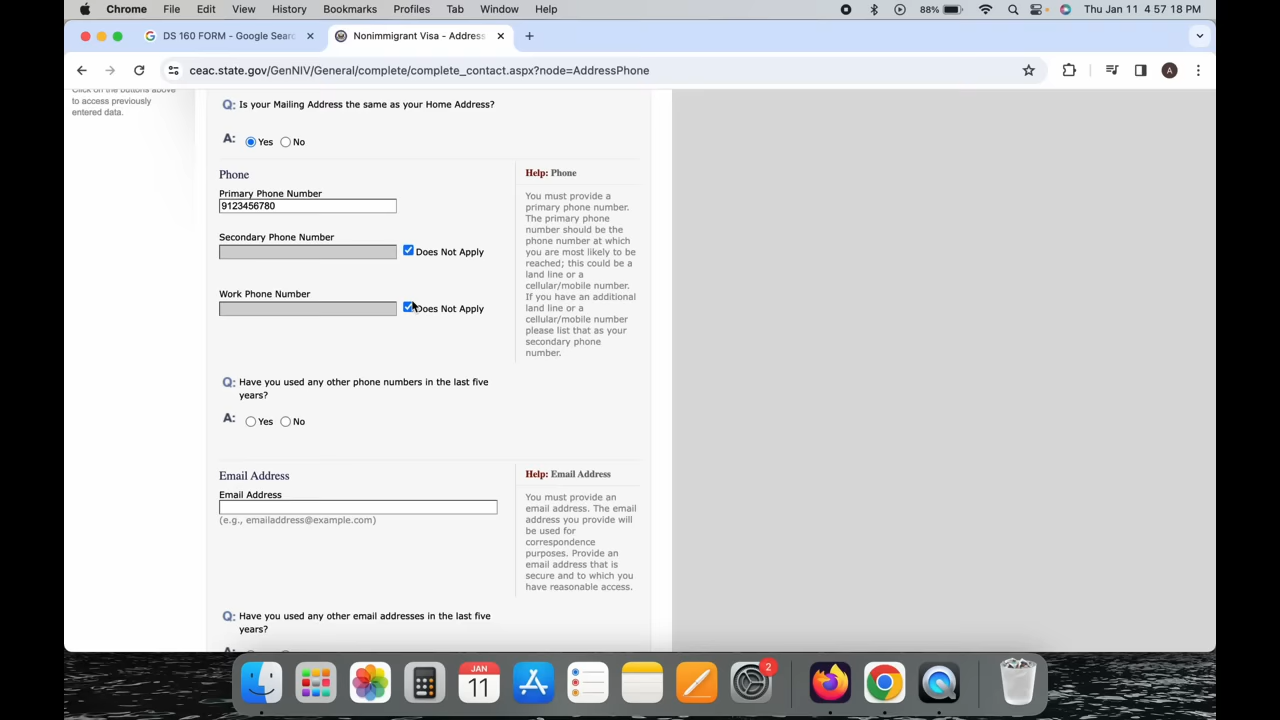 Chrome File Edit View History Bookmarks Profiles Tab Window Help 88% Thu Jan 11 4 57 18 PM
DS 160 FORM - Google Sear
Nonimmigrant Visa - Address
ceac.state.gov/GenNIV/General/complete/complete_contact.aspx?node=AddressPhone
A
Click on the buttons above
to access previously
entered data.
Q: Is your Mailing Address the same as your Home Address?
A: Yes No
Phone
Primary Phone Number
9123456780
Secondary Phone Number
Does Not Apply
Work Phone Number
Does Not Apply
Help: Phone
You must provide a
primary phone number.
The primary phone
number should be the
phone number at which
you are most likely to be
reached; this could be a
land line or a
cellular/mobile number.
If you have an additional
land line or a
cellular/mobile number
please list that as your
secondary phone
number.
Q: Have you used any other phone numbers in the last five
years?
A: Yes No
Email Address
Email Address
(e.g., emailaddress@example.com)
Help: Email Address
You must provide an
email address. The email
address you provide will
be used for
correspondence
purposes. Provide an
email address that is
secure and to which you
have reasonable access.
Q: Have you used any other email addresses in the last five
years?
JAN
11
2